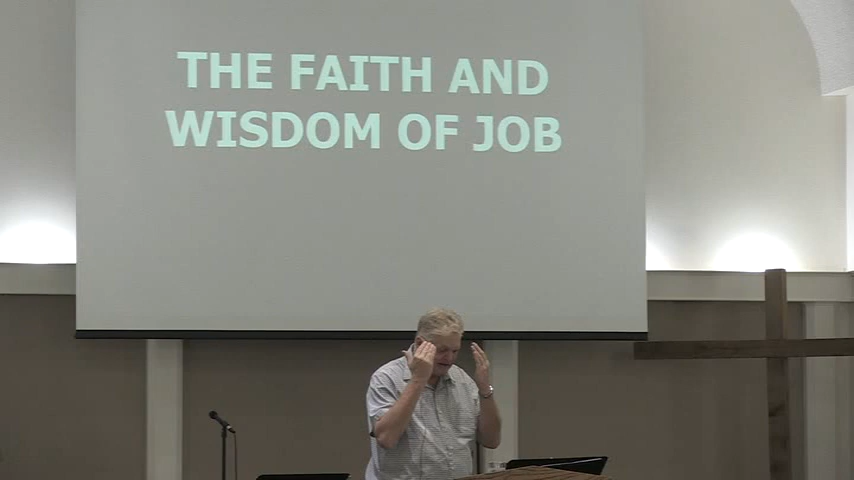 THE FAITH AND
WISDOM OF JOB